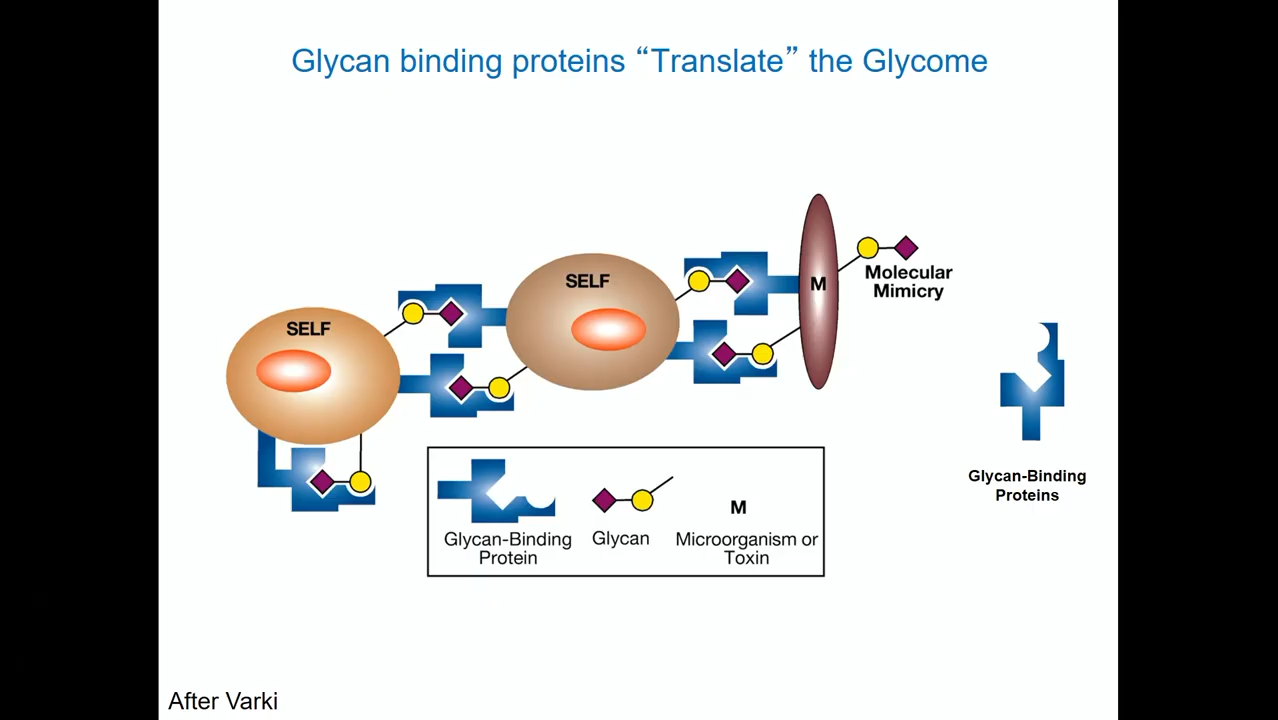 Glycan binding proteins “Translate” the Glycome
SELF
SELF
M
Molecular
Mimicry
Glycan-Binding
Proteins
Glycan-Binding
Protein
Glycan
M
Microorganism or
Toxin
After Varki